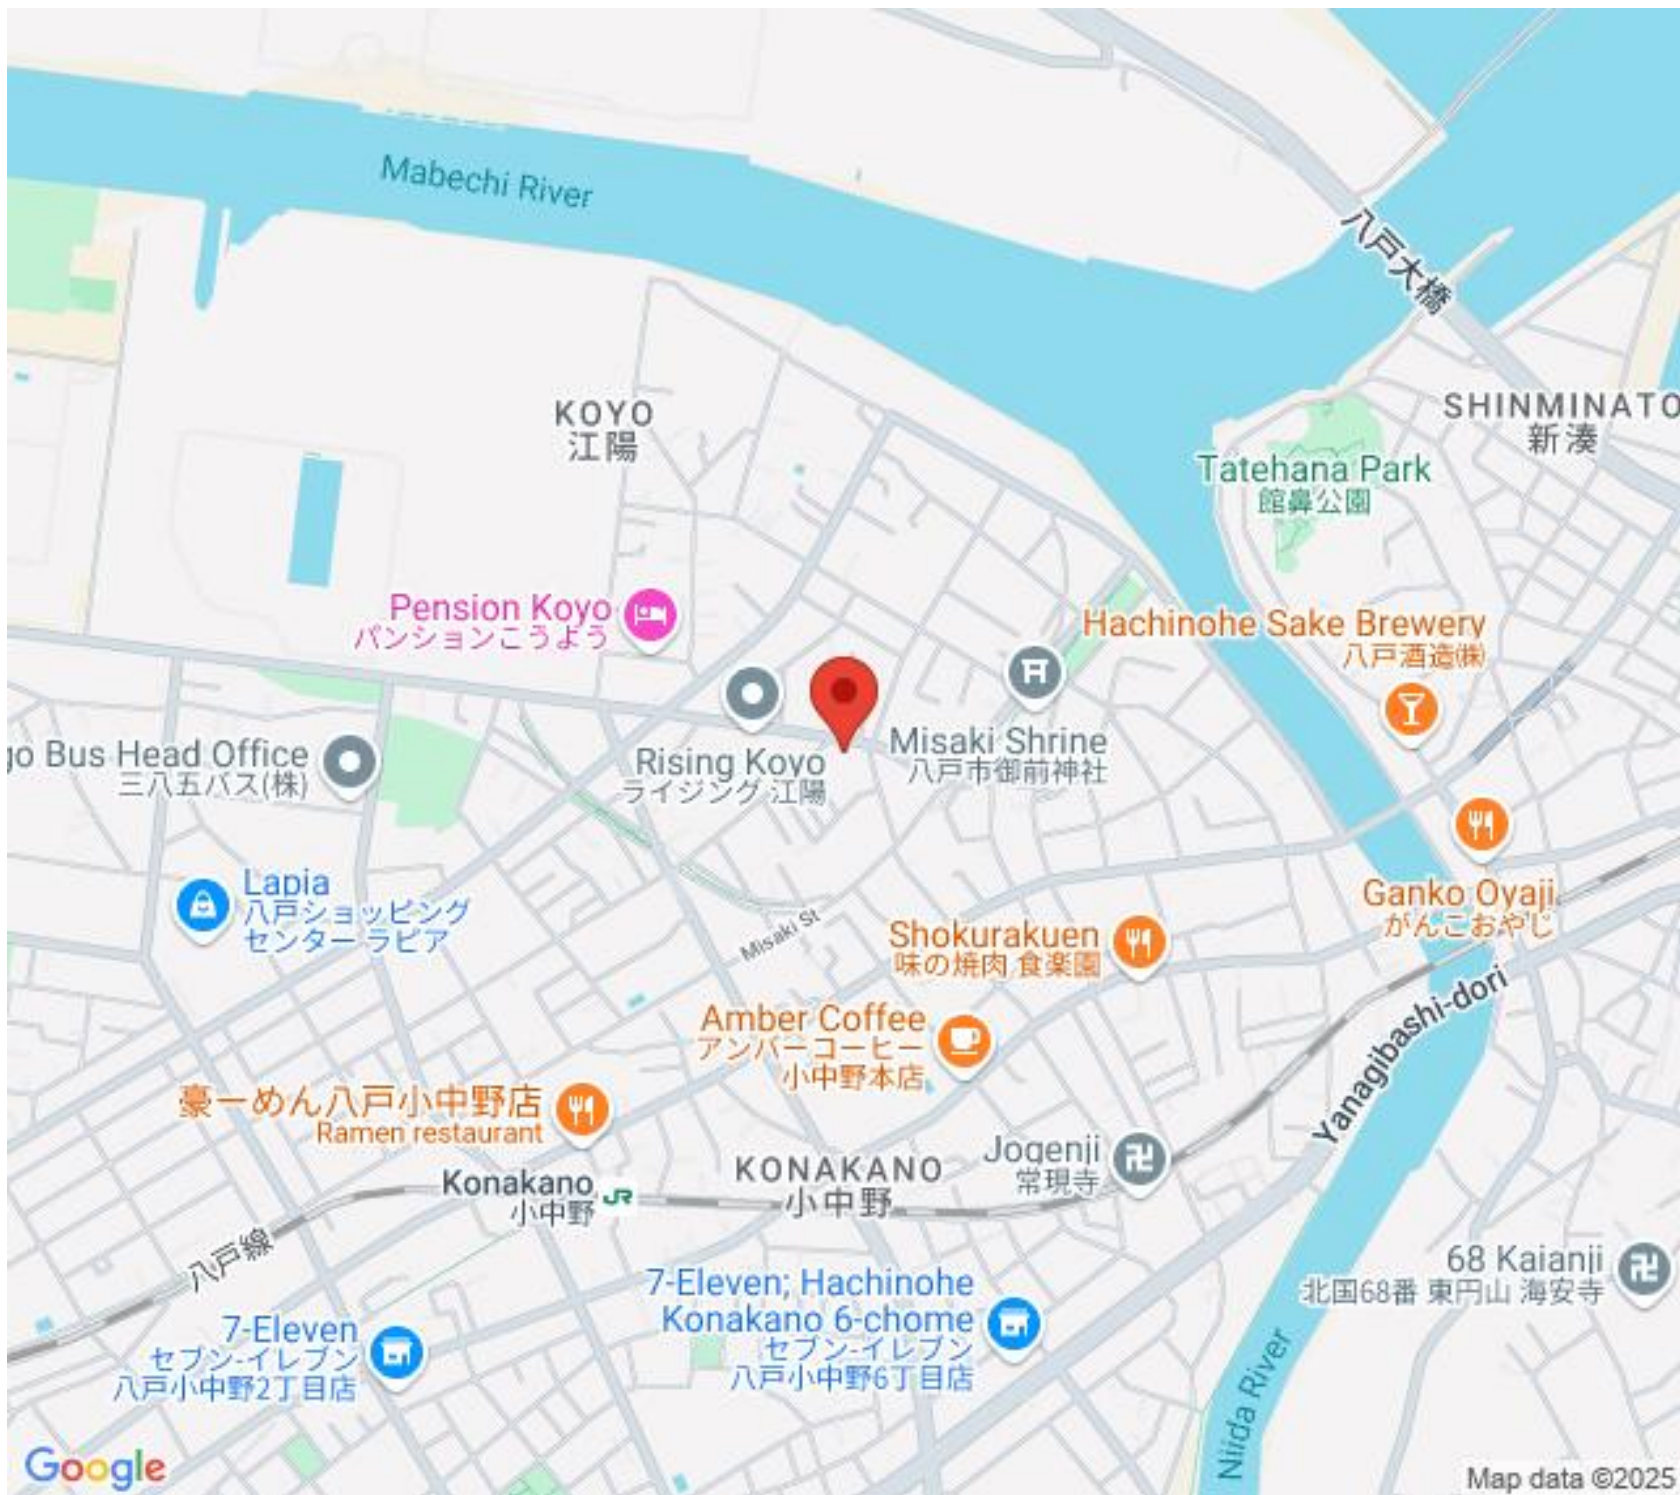 Mabechi River
八戸大橋
KOYO
江陽
SHINMINATO
新湊
Tatehana Park
館鼻公園
Pension Koyo
パンションこうよう
Hachinohe Sake Brewery
八戸酒造㈱
go Bus Head Office
三八五バス(株)
Rising Koyo
ライジング 江陽
Misaki Shrine
八戸市御前神社
Lapia
八戸ショッピング
センター ラピア
Misaki St
Shokurakuen
味の焼肉 食楽園
Ganko Oyaji
がんこおやじ
Amber Coffee
アンバーコーヒー
小中野本店
Yanagibashi-dori
豪ーめん八戸小中野店
Ramen restaurant
Konakano
小中野
JR
KONAKANO
小中野
Jogenji
常現寺
八戸線
68 Kaianji
北国68番 東円山 海安寺
7-Eleven; Hachinohe
Konakano 6-chome
セブン-イレブン
八戸小中野6丁目店
7-Eleven
セブン-イレブン
八戸小中野2丁目店
Niida River
Google
Map data ©2025